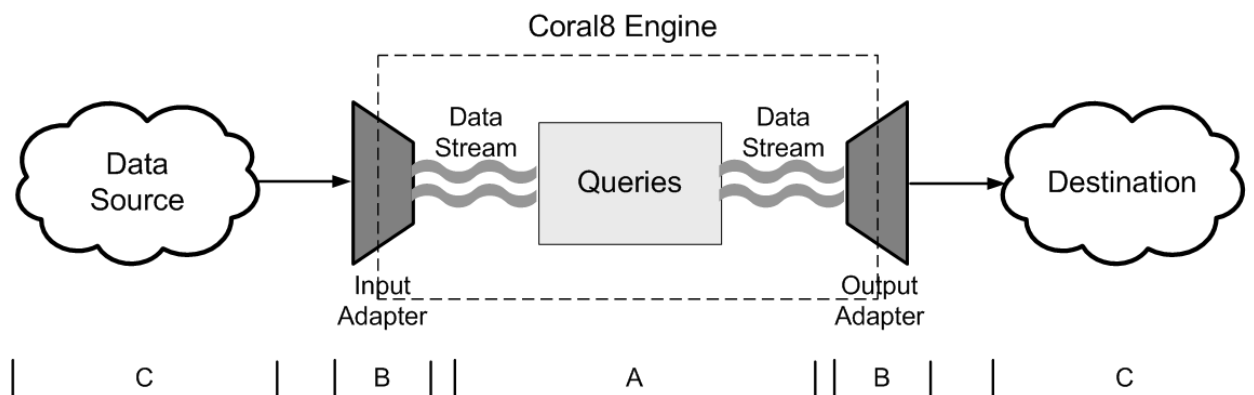 Coral8 Engine
Data
Source
Data
Stream
Queries
Data
Stream
Destination
Input
Adapter
Output
Adapter
C
B
A
B
C